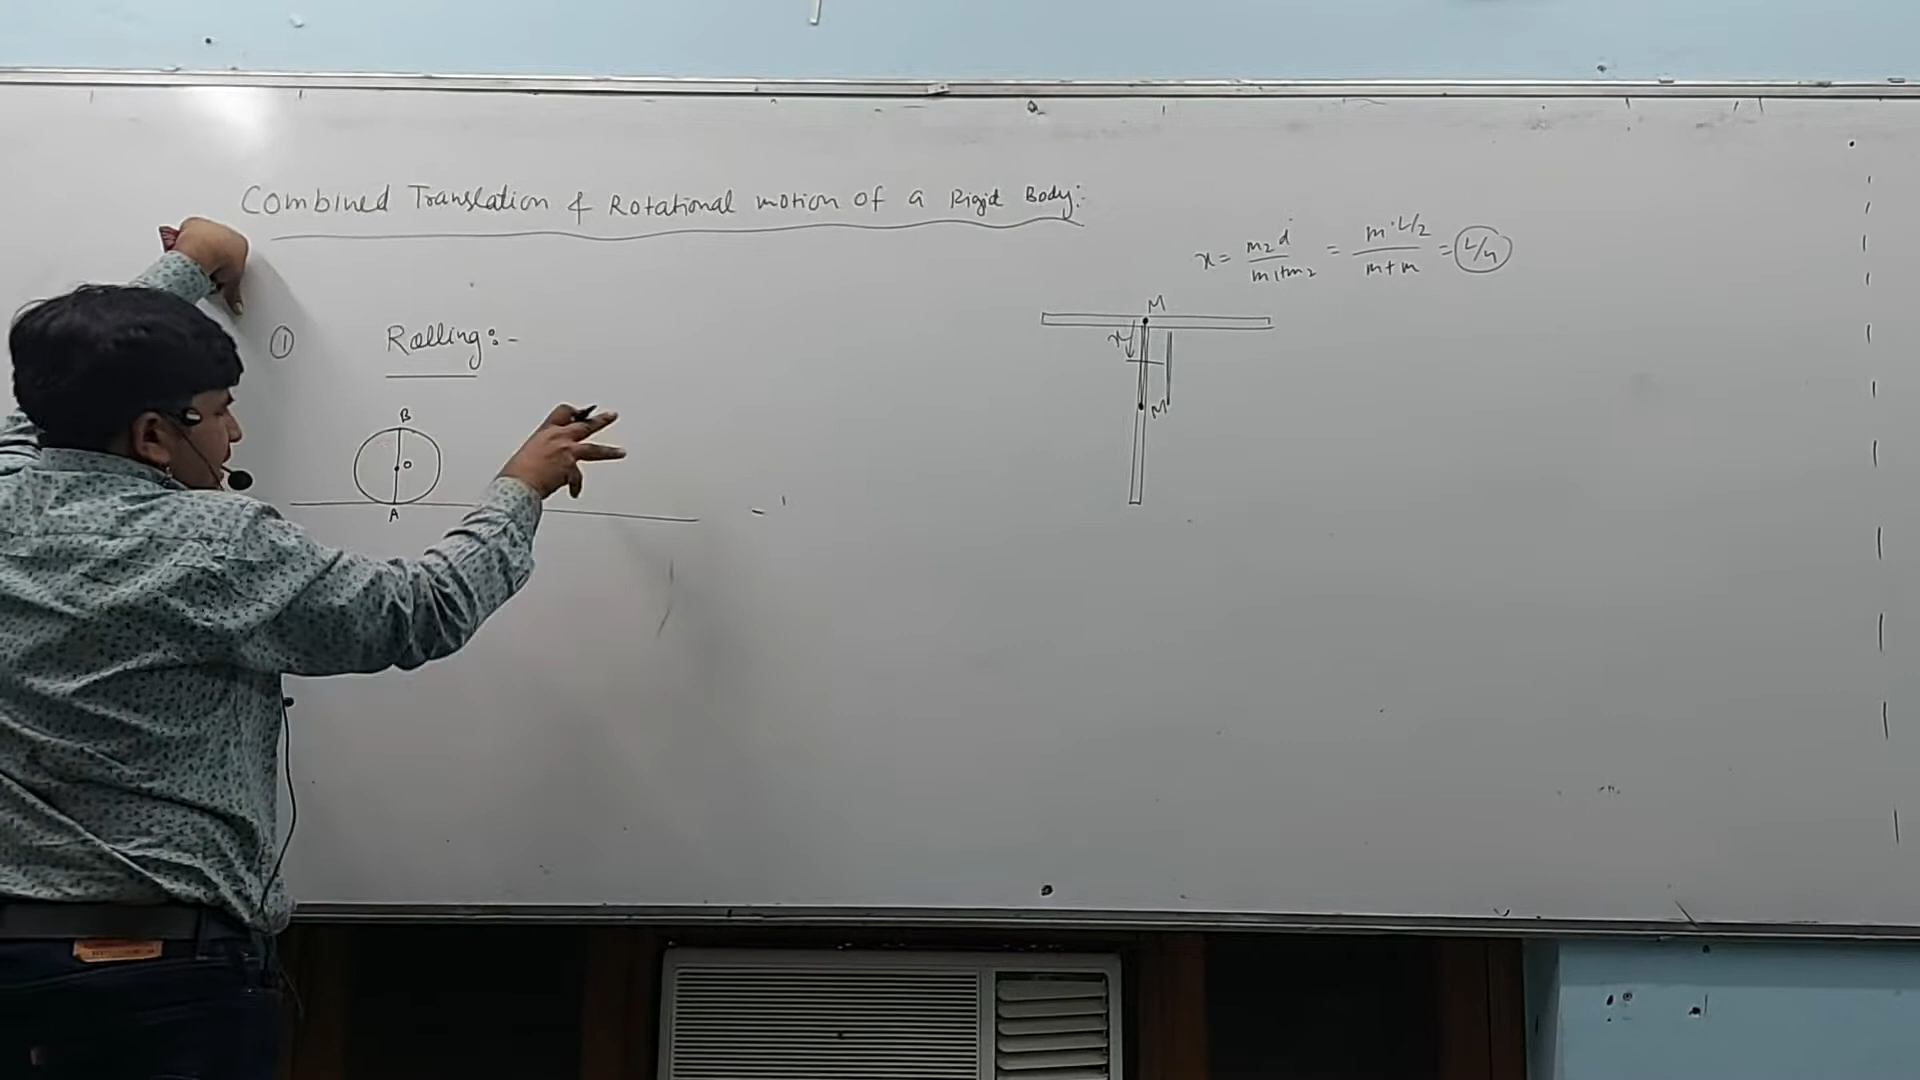 Combined Translation & Rotational motion of a Rigid Body:-
① Rolling:-
B
O
A
x = m₂d / m₁+m₂ = m·L/2 / m+m = L/4
M
x
M